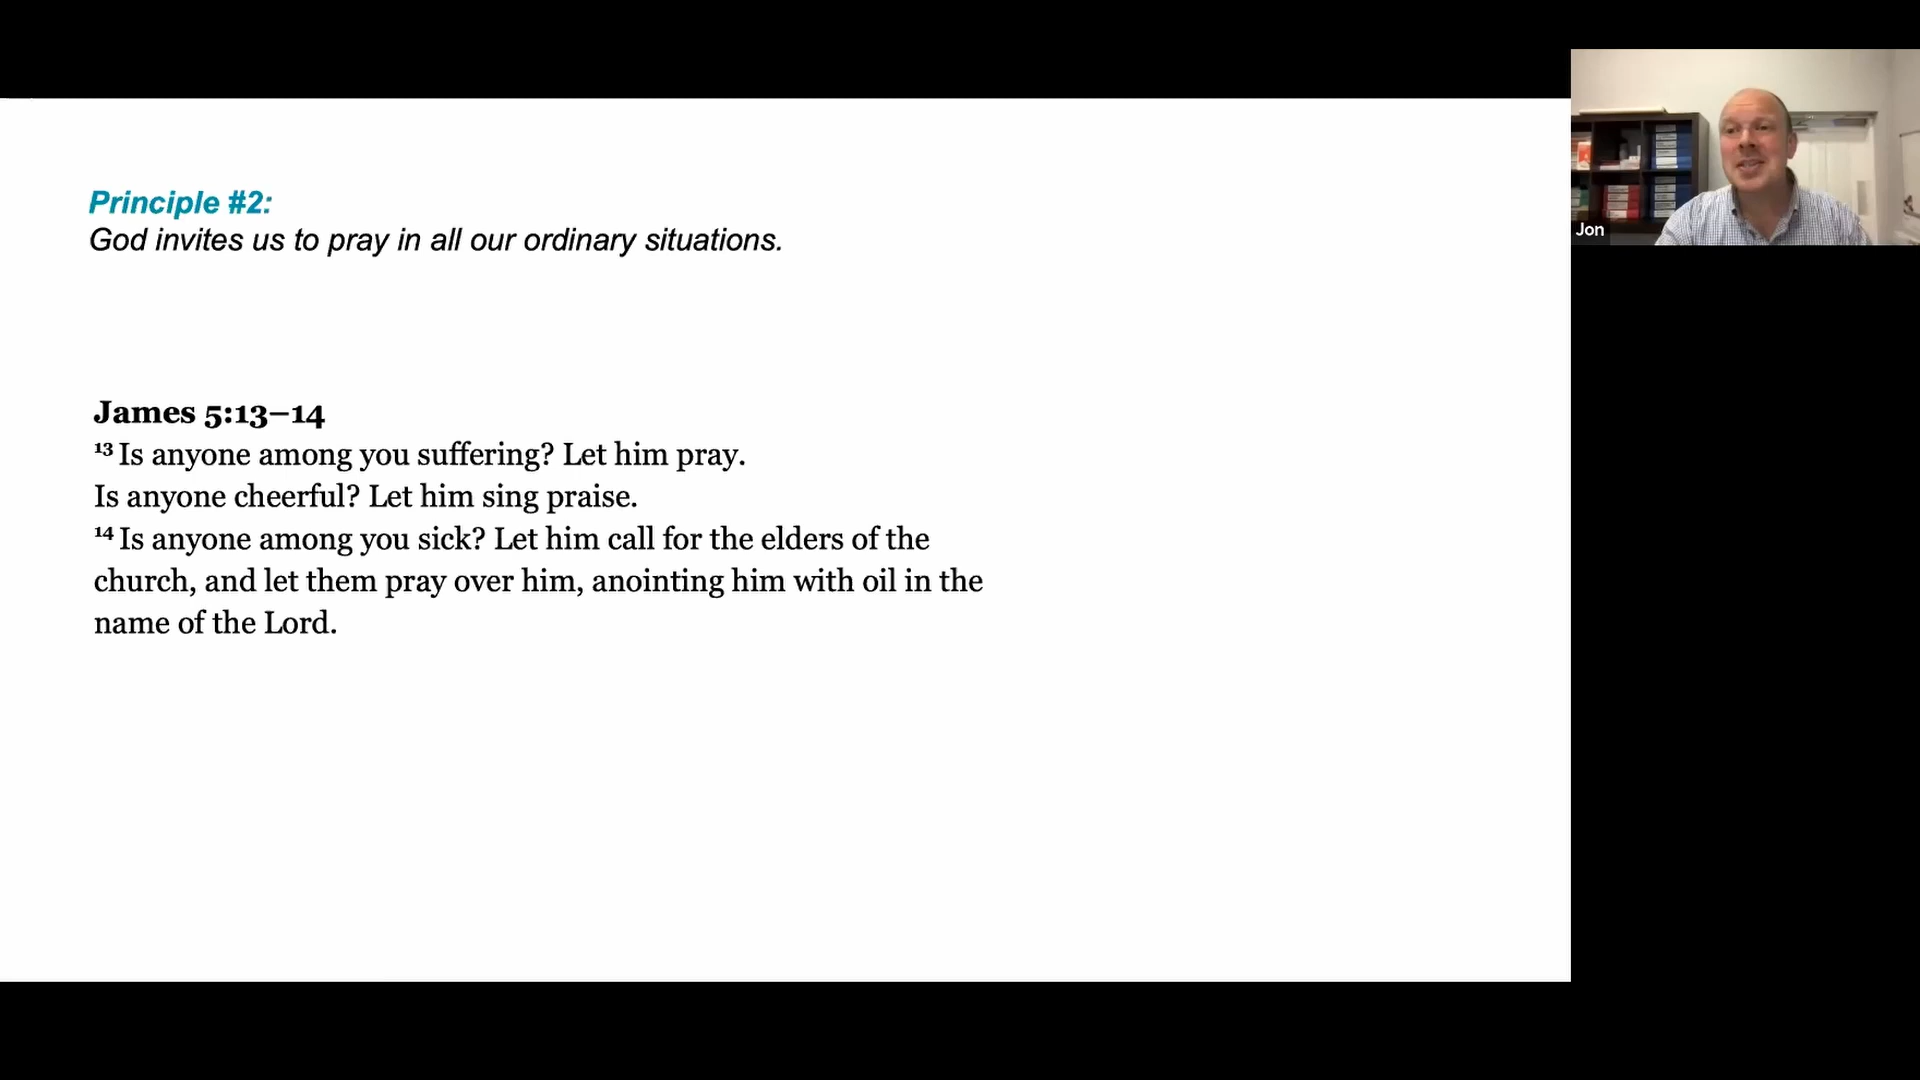 Principle #2:
God invites us to pray in all our ordinary situations.
James 5:13–14
13 Is anyone among you suffering? Let him pray.
Is anyone cheerful? Let him sing praise.
14 Is anyone among you sick? Let him call for the elders of the
church, and let them pray over him, anointing him with oil in the
name of the Lord.
Jon